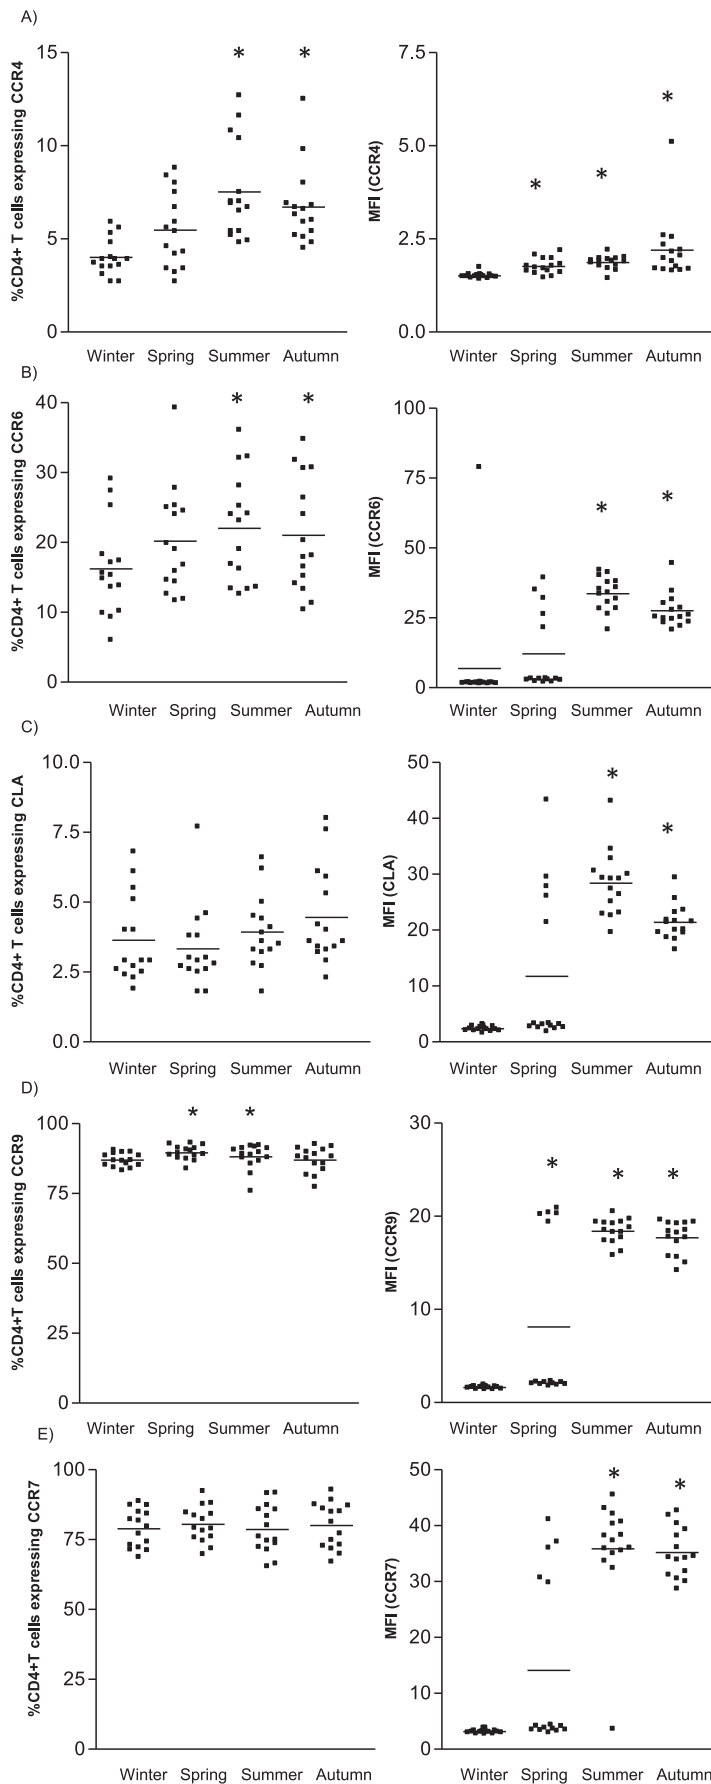 A)
%CD4+ T cells expressing CCR4
15
10
5
0
* *
Winter Spring Summer Autumn
MFI (CCR4)
7.5
5.0
2.5
0.0
* * *
Winter Spring Summer Autumn
B)
%CD4+ T cells expressing CCR6
40
30
20
10
0
* *
Winter Spring Summer Autumn
MFI (CCR6)
100
75
50
25
0
* *
Winter Spring Summer Autumn
C)
%CD4+ T cells expressing CLA
10.0
7.5
5.0
2.5
0.0
Winter Spring Summer Autumn
MFI (CLA)
50
40
30
20
10
0
* *
Winter Spring Summer Autumn
D)
%CD4+T cells expressing CCR9
100
75
50
25
0
* *
Winter Spring Summer Autumn
MFI (CCR9)
30
20
10
0
* * *
Winter Spring Summer Autumn
E)
%CD4+T cells expressing CCR7
100
75
50
25
0
Winter Spring Summer Autumn
MFI (CCR7)
50
40
30
20
10
0
* *
Winter Spring Summer Autumn